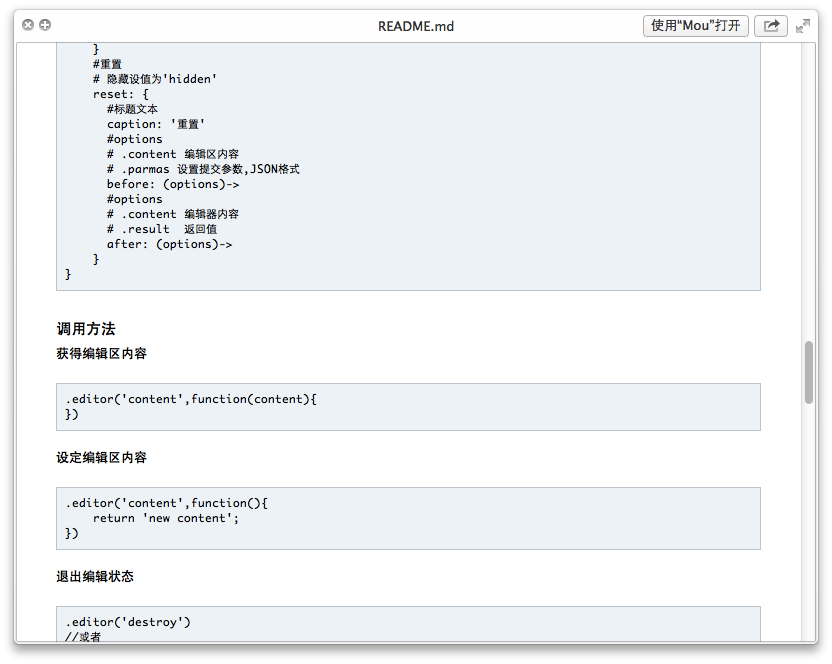 README.md
使用“Mou”打开
    }
    #重置
    # 隐藏设值为'hidden'
    reset: {
      #标题文本
      caption: '重置'
      #options
      # .content 编辑区内容
      # .parmas 设置提交参数,JSON格式
      before: (options)->
      #options
      # .content 编辑器内容
      # .result  返回值
      after: (options)->
    }
}
调用方法
获得编辑区内容
.editor('content',function(content){
})
设定编辑区内容
.editor('content',function(){
    return 'new content';
})
退出编辑状态
.editor('destroy')
//或者